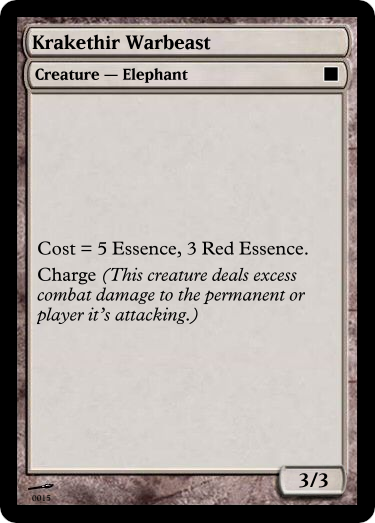 Krakethir Warbeast
Creature — Elephant
Cost = 5 Essence, 3 Red Essence.
Charge (This creature deals excess
combat damage to the permanent or
player it's attacking.)
3/3
0015